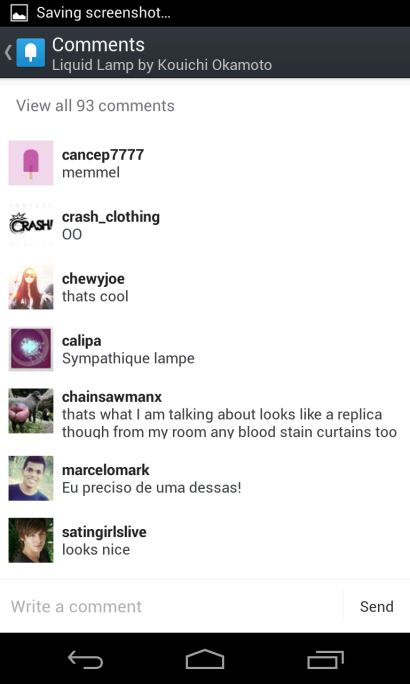 Saving screenshot...
Comments
Liquid Lamp by Kouichi Okamoto
View all 93 comments
cancep7777
memmel
crash_clothing
OO
CRASH!
chewyjoe
thats cool
calipa
Sympathique lampe
chainsawmanx
thats what I am talking about looks like a replica
though from my room any blood stain curtains too
marcelomark
Eu preciso de uma dessas!
satingirlslive
looks nice
Write a comment
Send